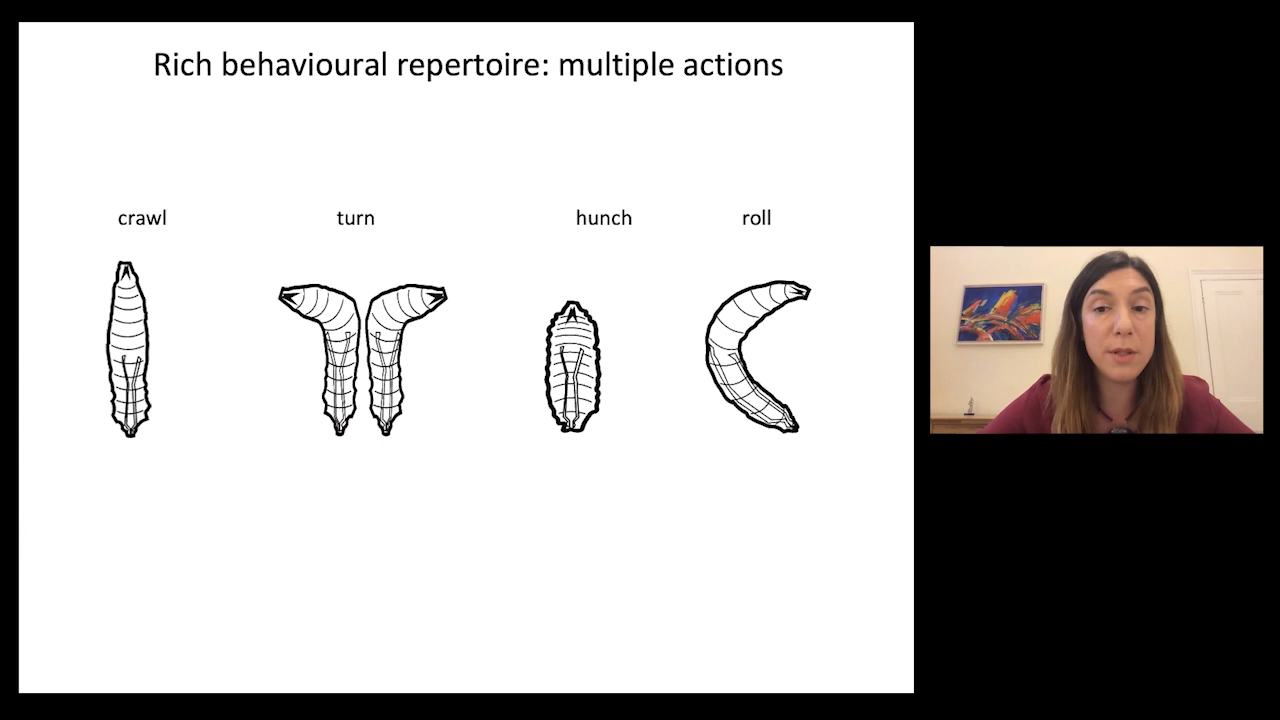 Rich behavioural repertoire: multiple actions
crawl turn hunch roll